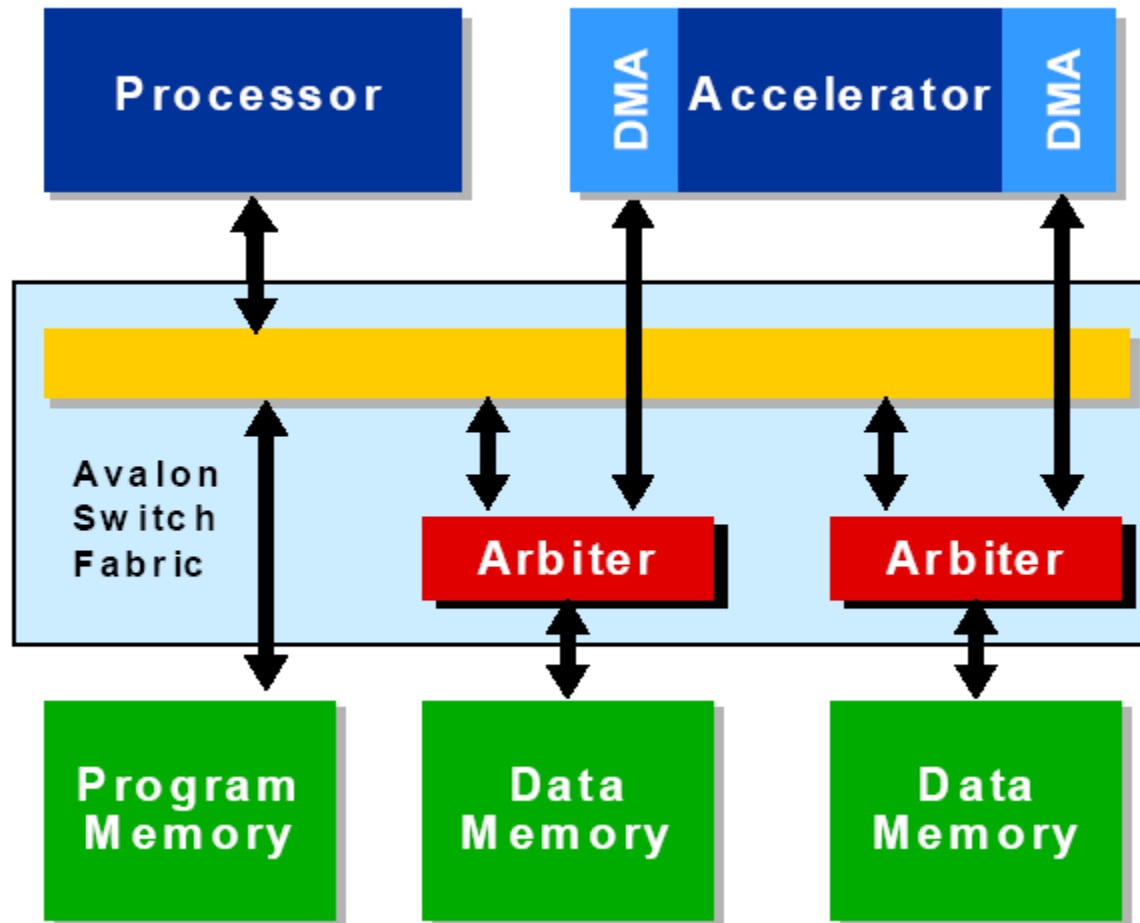 Processor
DMA
Accelerator
DMA
Avalon
Switch
Fabric
Arbiter
Arbiter
Program
Memory
Data
Memory
Data
Memory